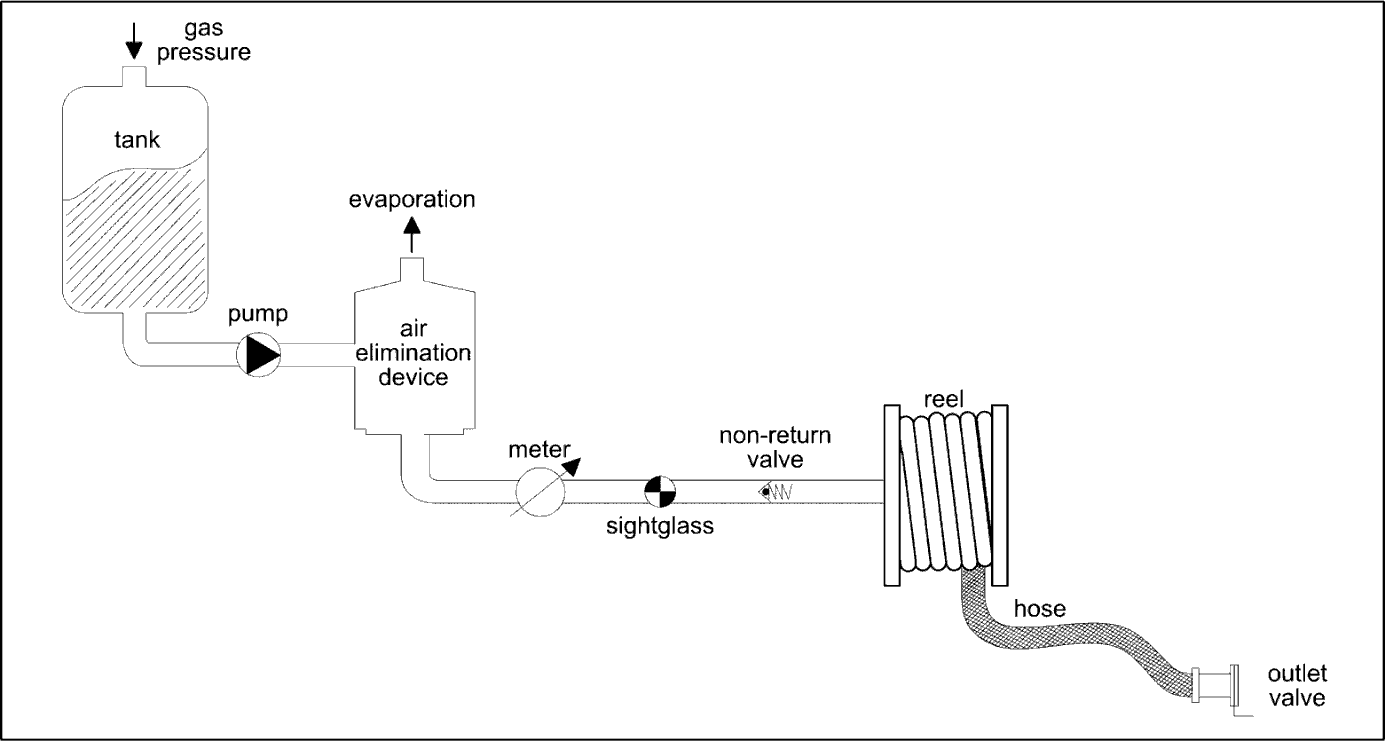 gas
pressure
tank
evaporation
pump
air
elimination
device
meter
sightglass
non-return
valve
reel
hose
outlet
valve